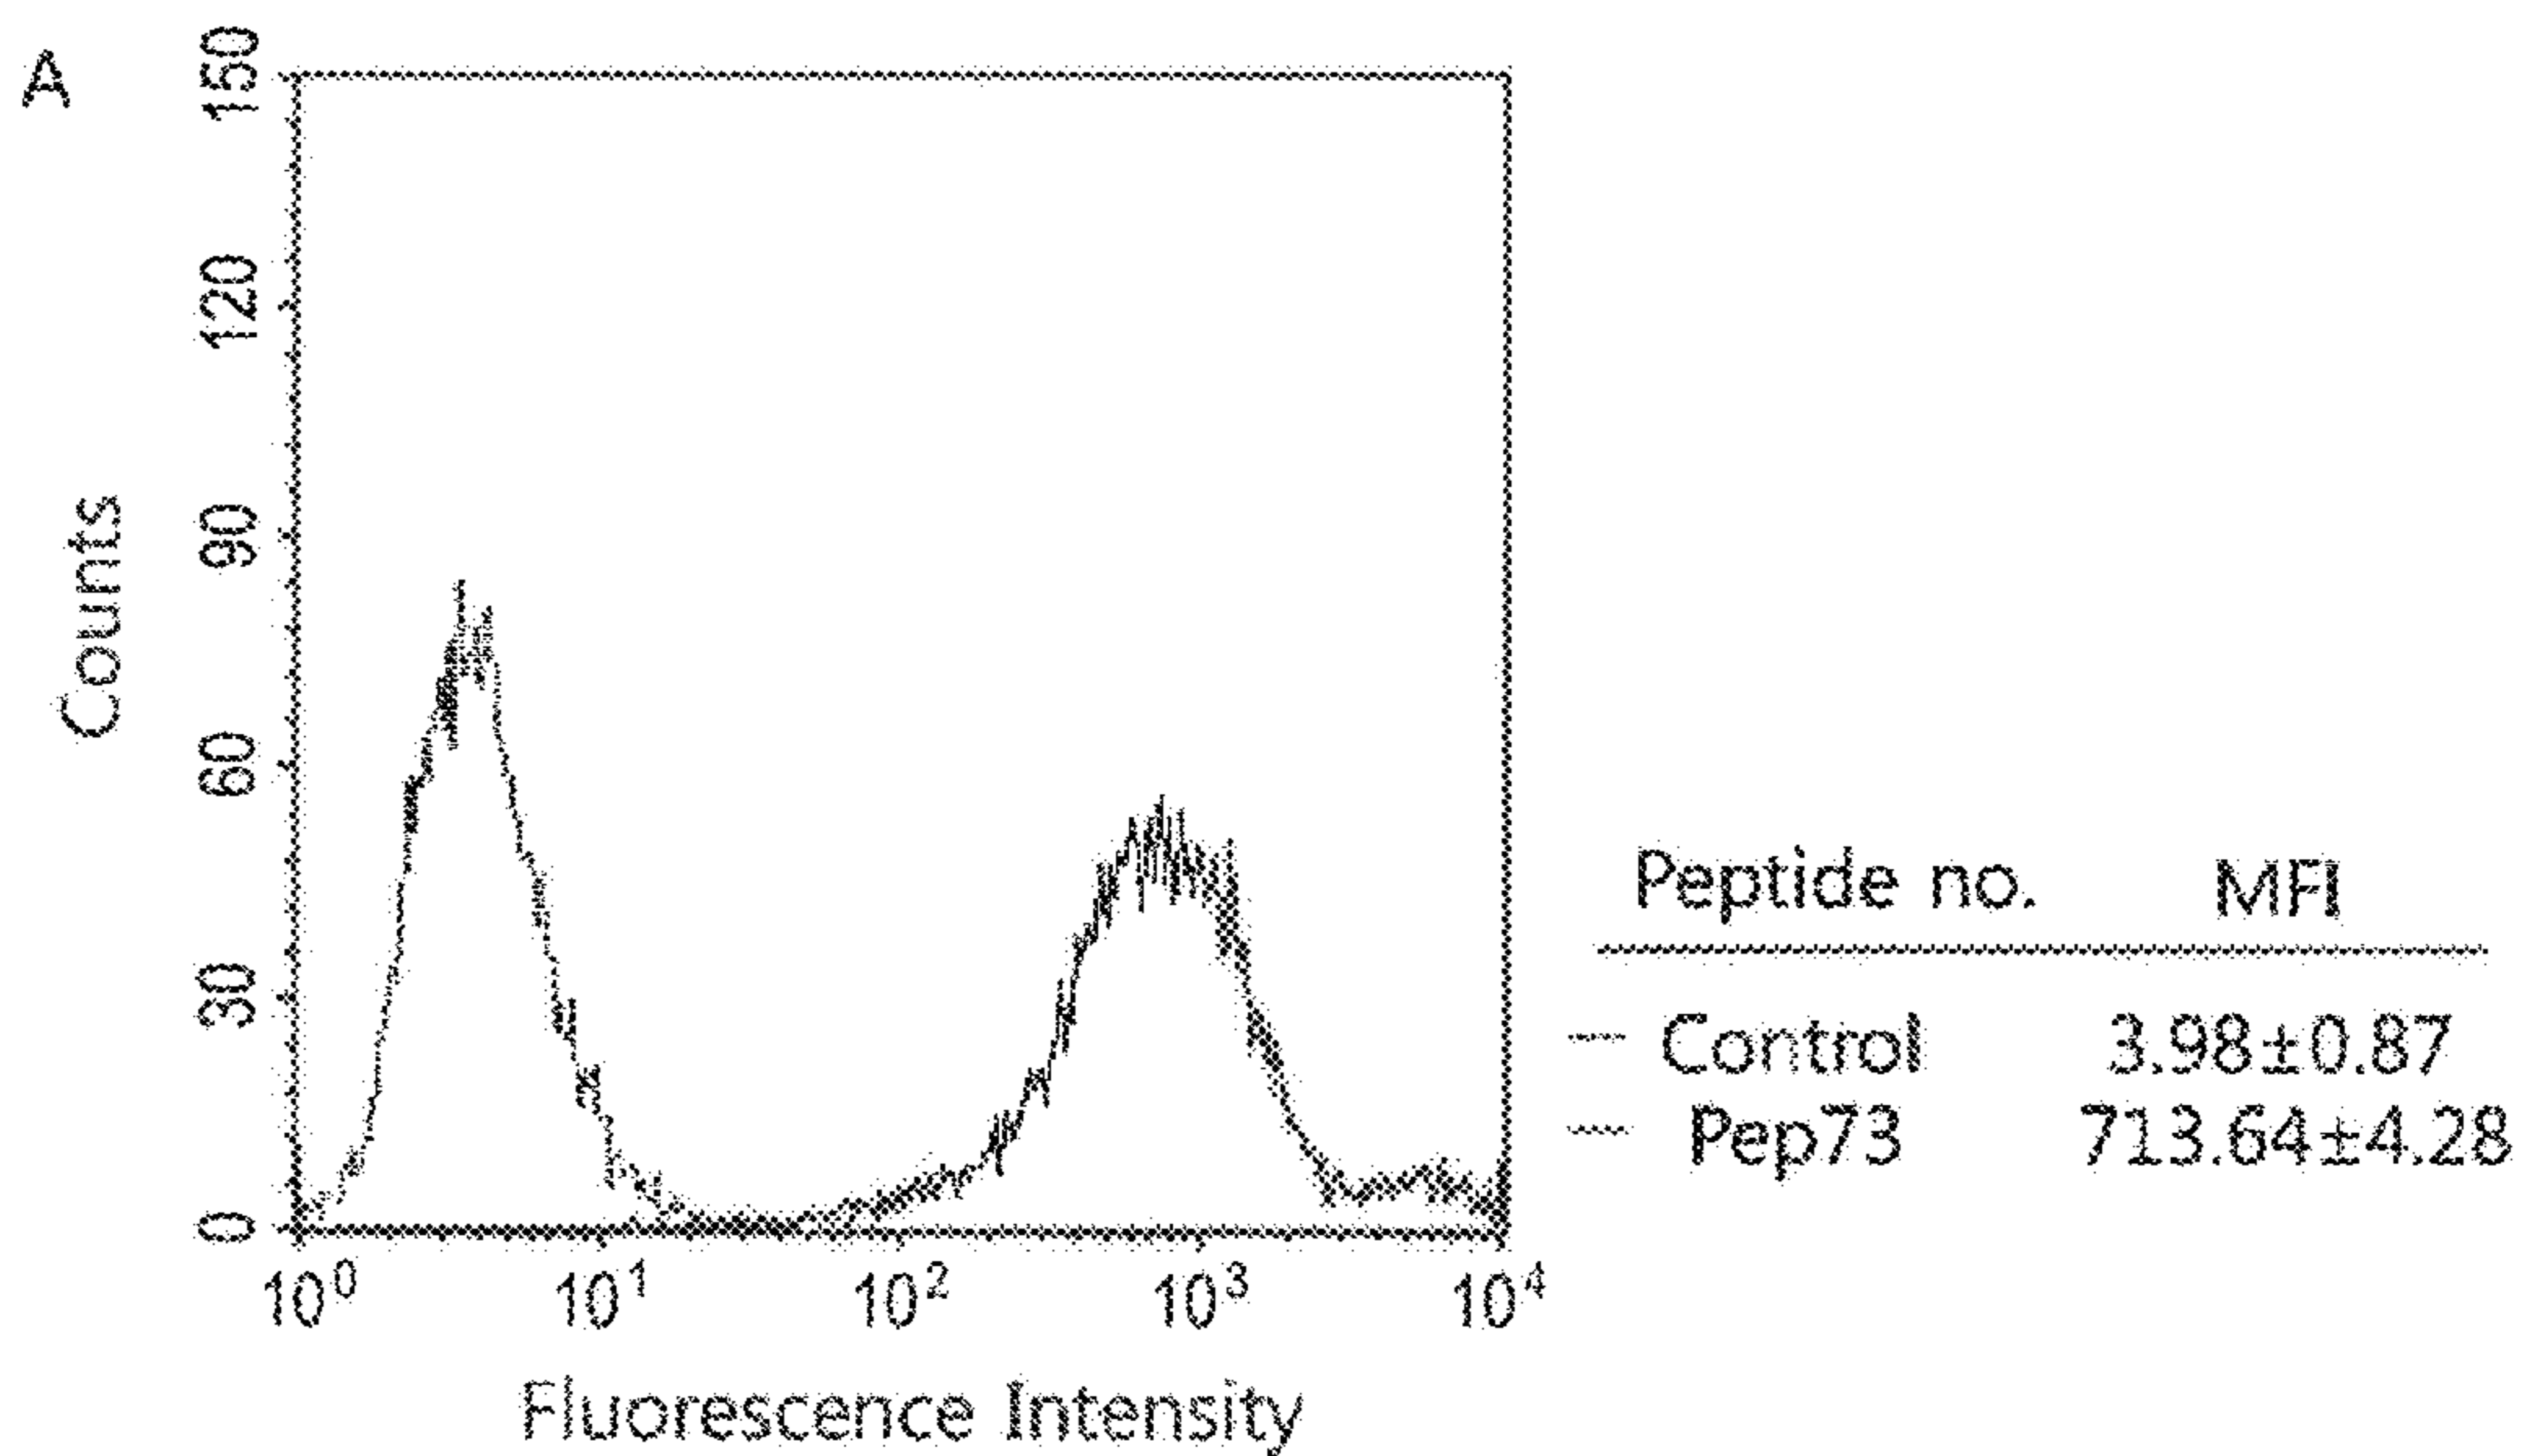 A
150
120
90
60
30
0
Counts
10⁰ 10¹ 10² 10³ 10⁴
Fluorescence Intensity
Peptide no. MFI
Control 3.98±0.87
Pep73 713.64±4.28